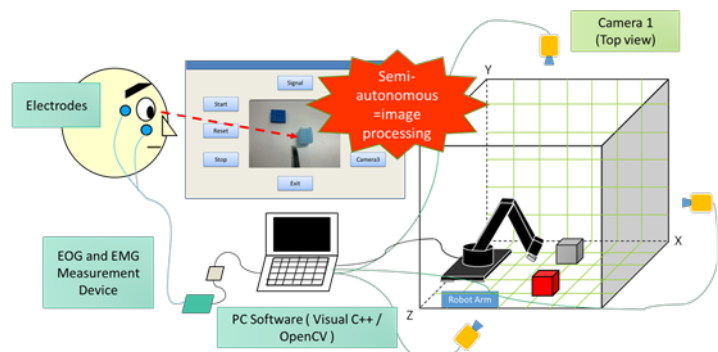 Camera 1
(Top view)
Electrodes
Signal
Start
Reset
Stop
Camera3
Exit
Semi-
autonomous
=image
processing
Y
X
Z
EOG and EMG
Measurement
Device
Robot Arm
PC Software ( Visual C++ /
OpenCV )